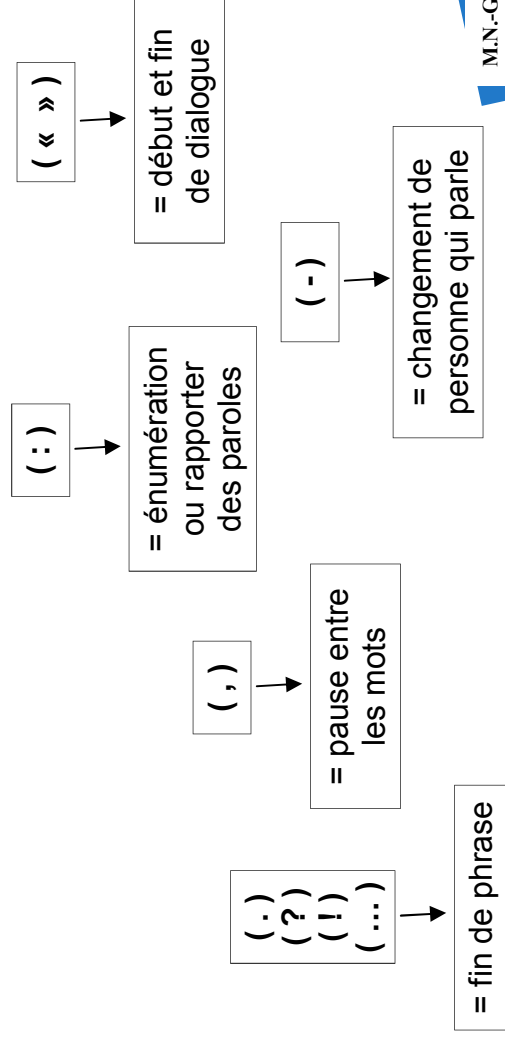 (.)
(?)
(!)
(...)
= fin de phrase
(,)
= pause entre
les mots
(:)
= énumération
ou rapporter
des paroles
(-)
= changement de
personne qui parle
(« »)
= début et fin
de dialogue
M.N.-G